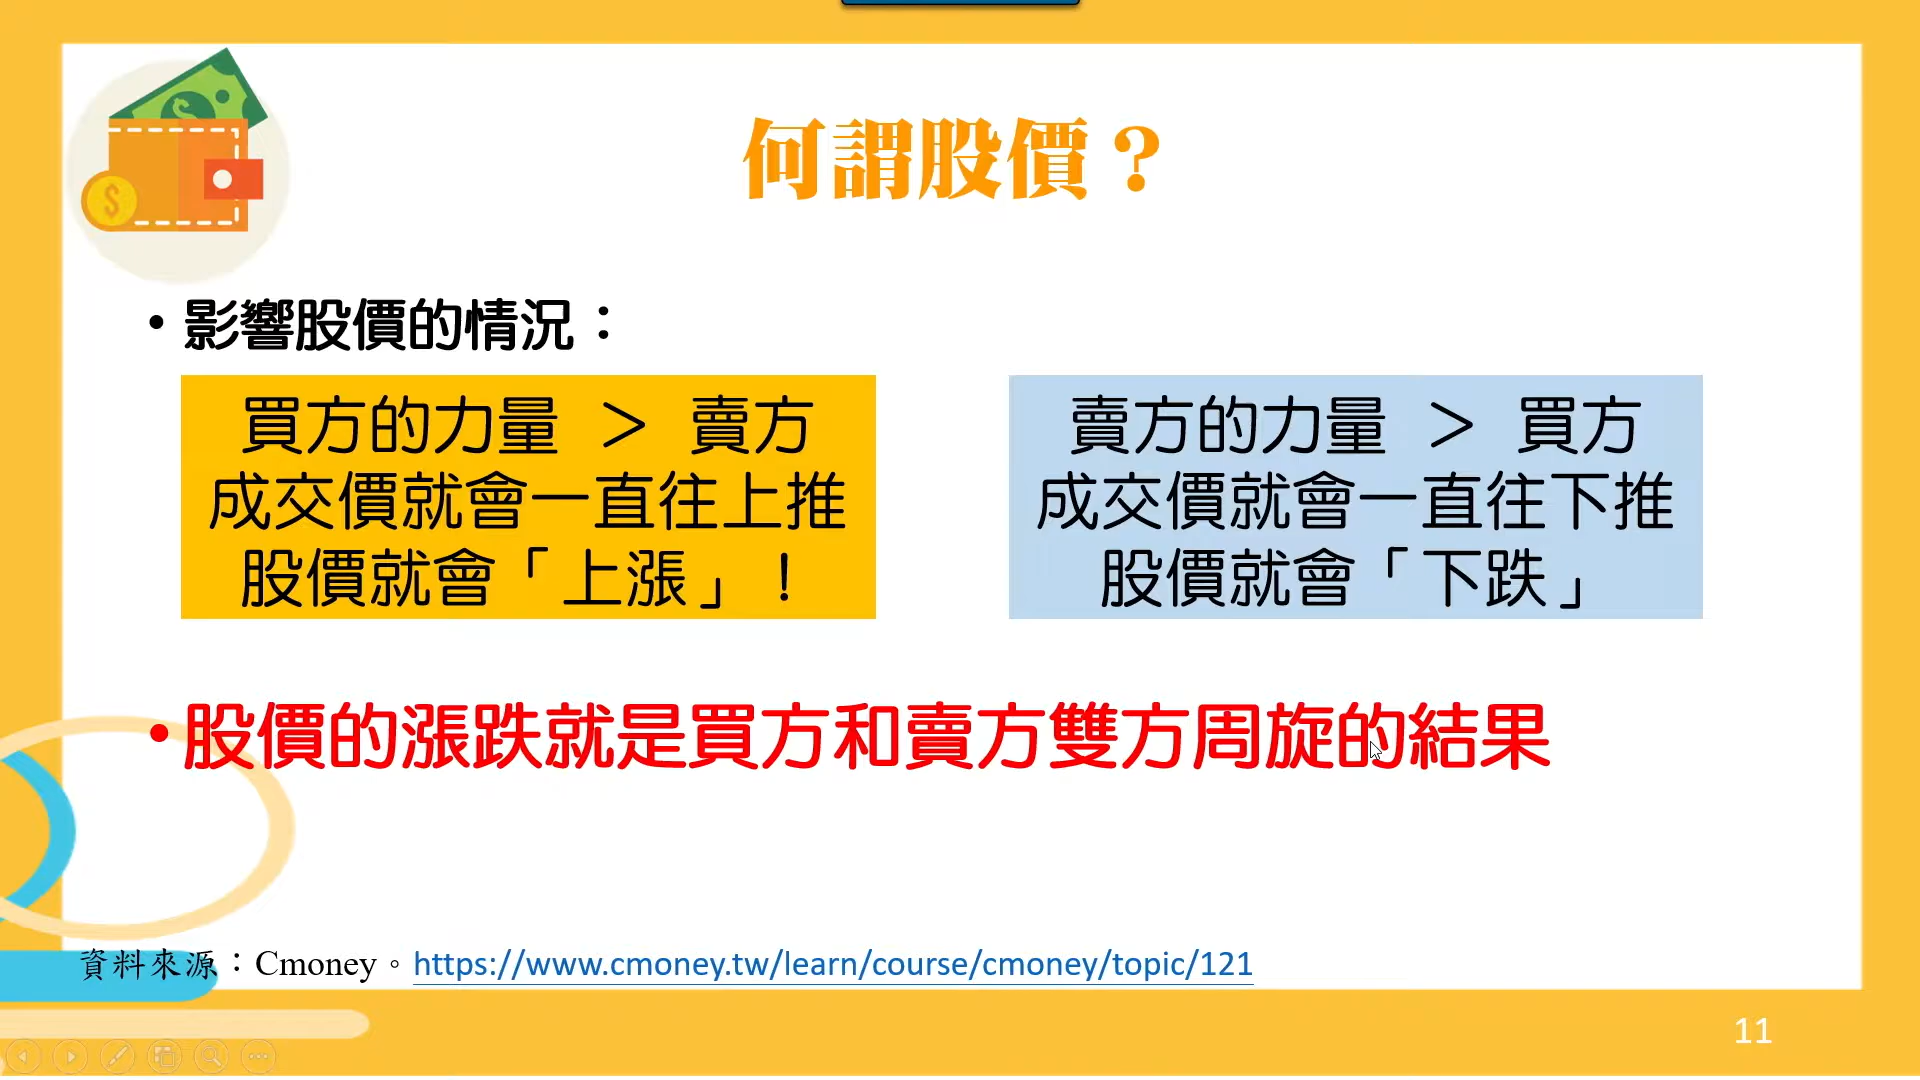 何謂股價？
•影響股價的情況：
買方的力量 > 賣方
成交價就會一直往上推
股價就會「上漲」！
賣方的力量 > 買方
成交價就會一直往下推
股價就會「下跌」
•股價的漲跌就是買方和賣方雙方周旋的結果
資料來源：Cmoney。https://www.cmoney.tw/learn/course/cmoney/topic/121
11